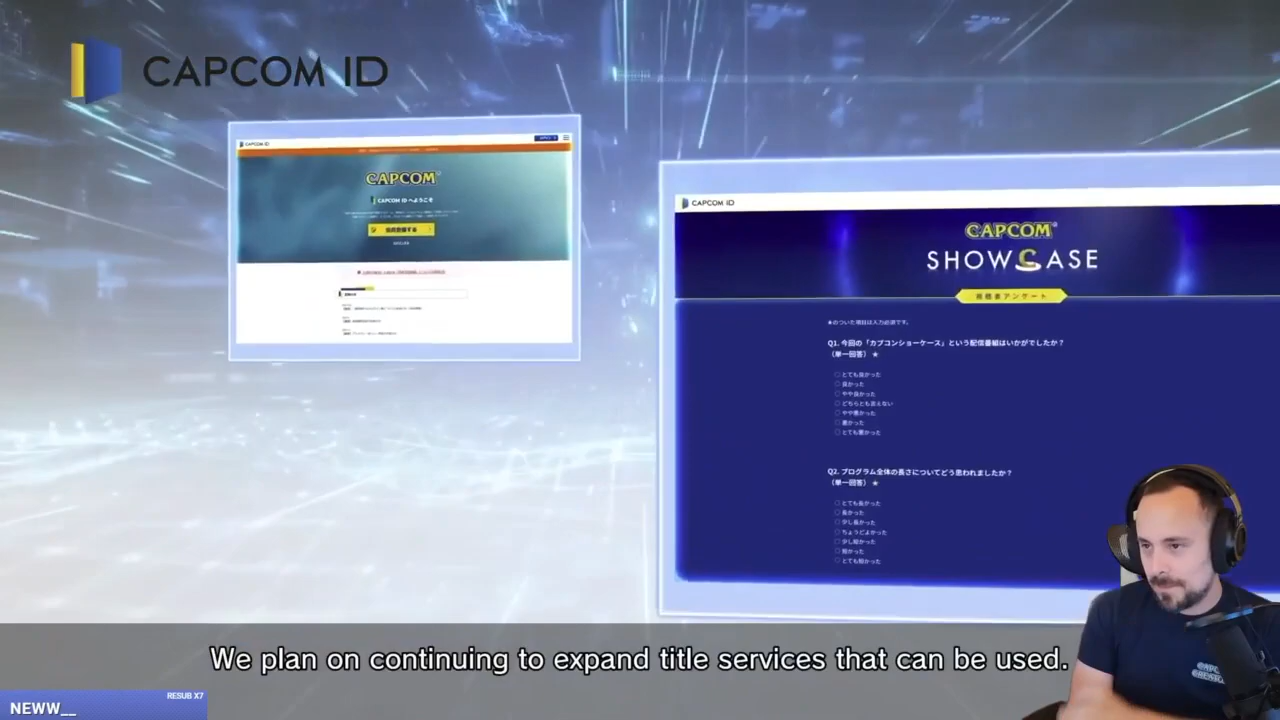 CAPCOM ID
CAPCOM ID
CAPCOM
CAPCOM ID へようこそ
CAPCOM ID
CAPCOM
SHOWCASE
視聴者アンケート
★のついた項目は入力必須です。
Q1. 今回の「カプコンショーケース」という配信番組はいかがでしたか？
（単一回答） ★
とても良かった
良かった
やや良かった
どちらとも言えない
やや悪かった
悪かった
とても悪かった
Q2. プログラム全体の長さについてどう思われましたか？
（単一回答） ★
とても長かった
長かった
少し長かった
ちょうどよかった
少し短かった
短かった
とても短かった
We plan on continuing to expand title services that can be used.
RESUB X7
NEWW__